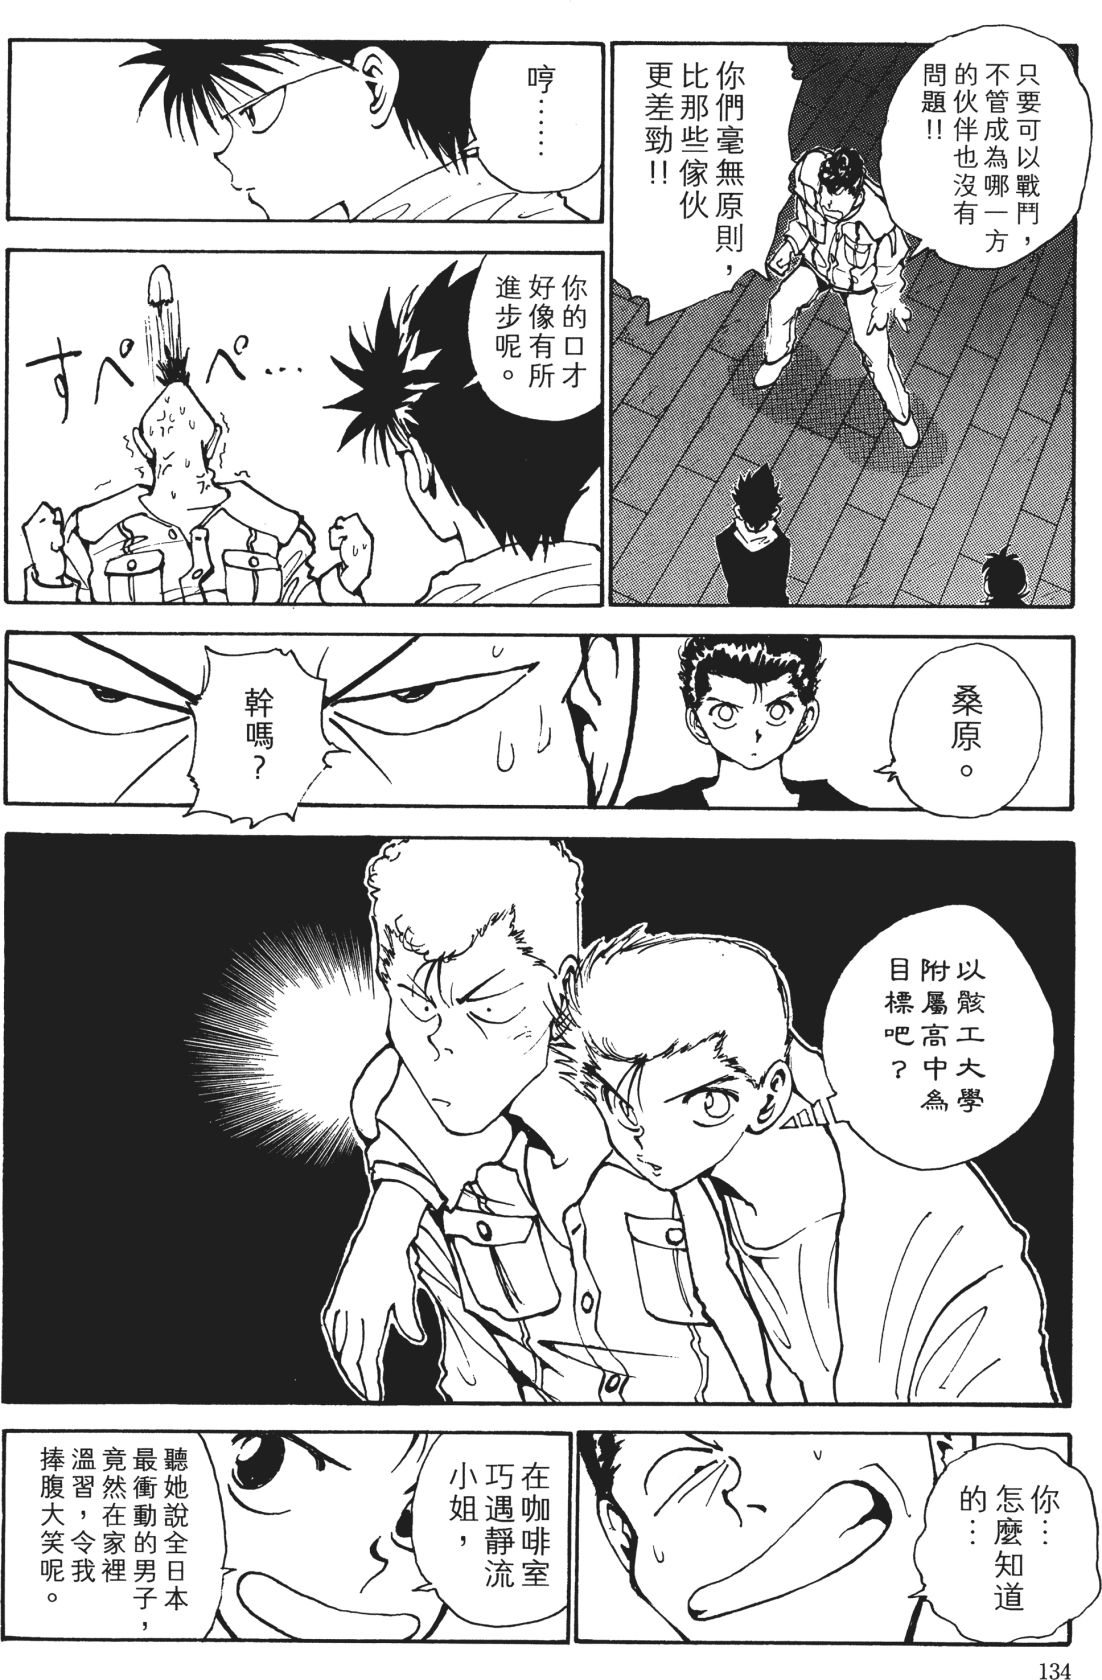 只要可以戰鬥，
不管成為哪一方
的伙伴也沒有
問題!!
你們毫無原則，
比那些傢伙
更差勁!!
哼……
你的口才
好像有所
進步呢。
すぺぺ…
桑原。
幹嗎？
以骸工大學
附屬高中為
目標吧？
你…
怎麼知道
的…
在咖啡室
巧遇靜流
小姐，
聽她說全日本
最衝動的男子，
竟然在家裡
溫習，令我
捧腹大笑呢。
134